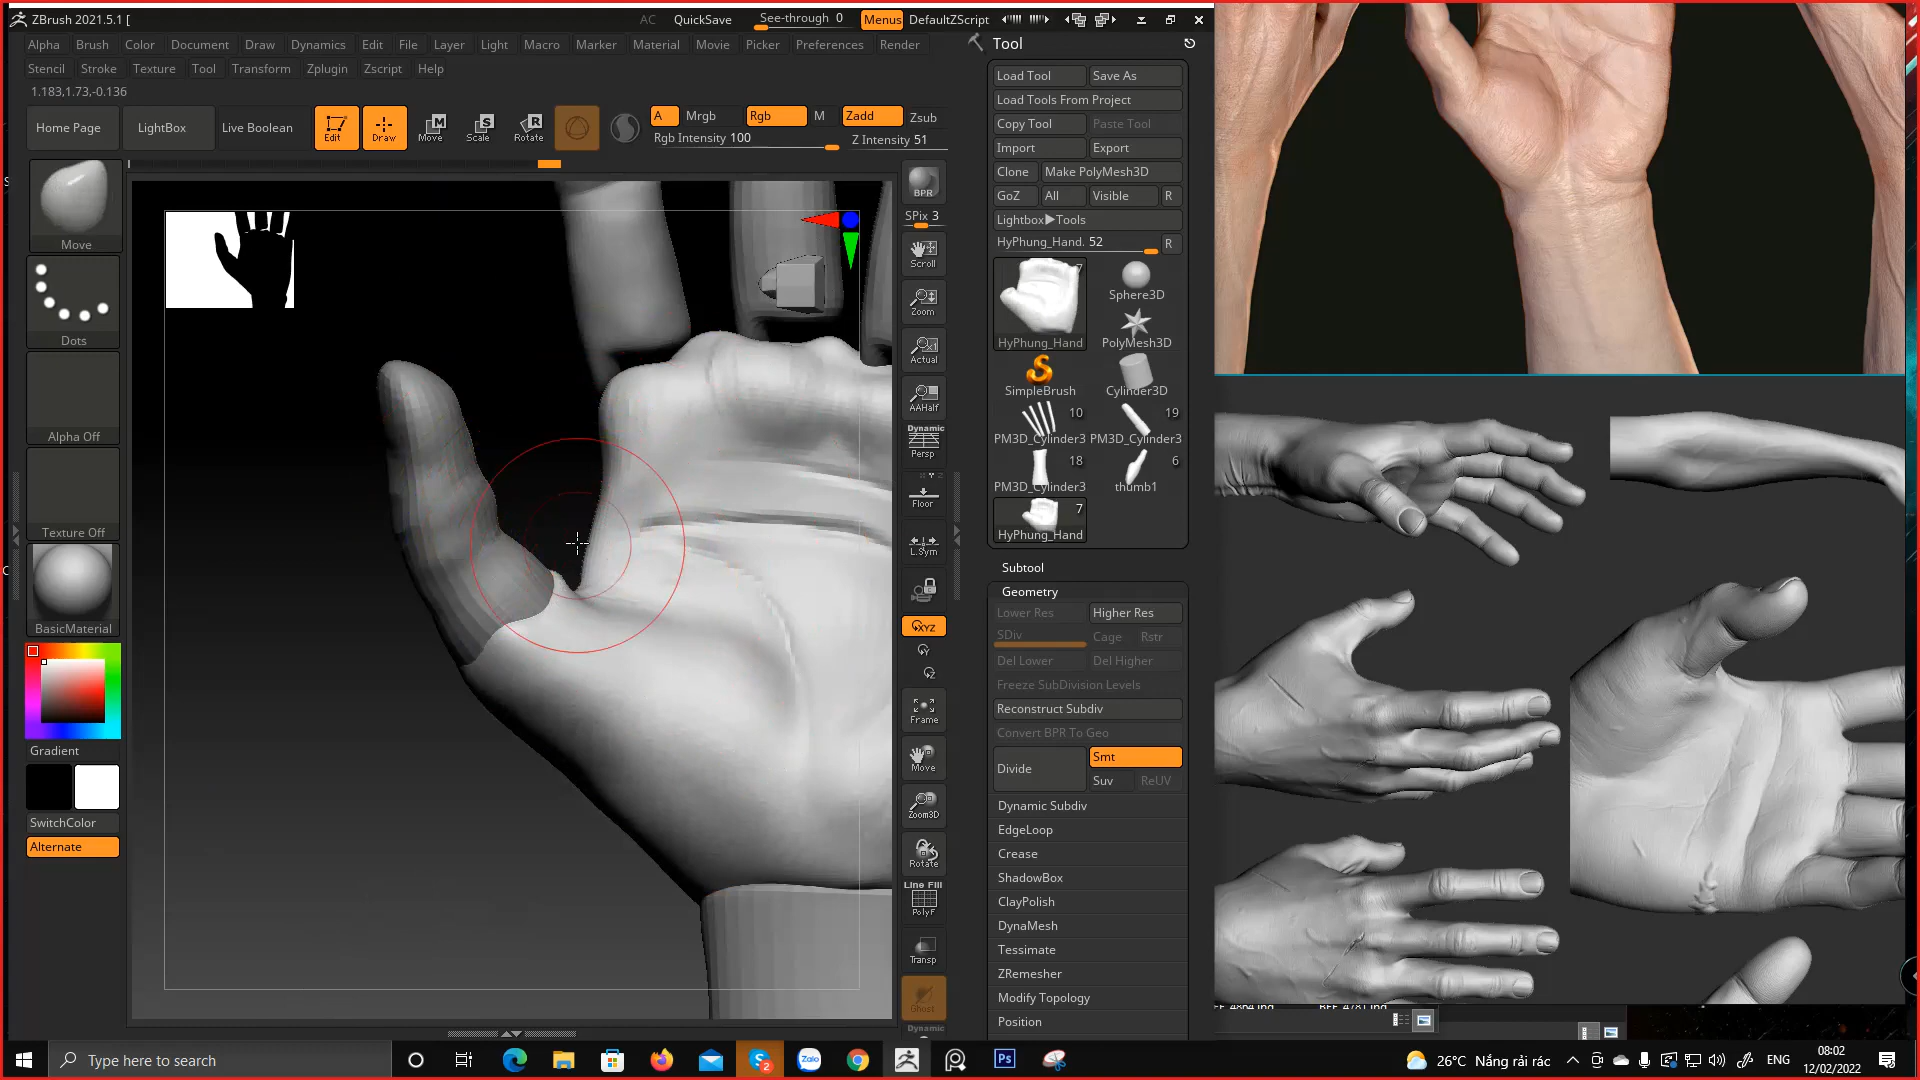 ZBrush 2021.5.1 [
AC QuickSave See-through 0 Menus DefaultZScript
Alpha Brush Color Document Draw Dynamics Edit File Layer Light Macro Marker Material Movie Picker Preferences Render
Stencil Stroke Texture Tool Transform Zplugin Zscript Help
1.183,1.73,-0.136
Home Page LightBox Live Boolean Edit Draw Move Scale Rotate
A Mrgb Rgb M Zadd Zsub
Rgb Intensity 100 Z Intensity 51
Move
Dots
Alpha Off
Texture Off
BasicMaterial
Gradient
SwitchColor
Alternate
BPR
SPix 3
Scroll
Zoom
Actual
AAHalf
Dynamic
Persp
Floor
L.Sym
XYZ
Frame
Move
Zoom3D
Rotate
Line Fill
PolyF
Transp
Ghost
Dynamic
Tool
Load Tool Save As
Load Tools From Project
Copy Tool Paste Tool
Import Export
Clone Make PolyMesh3D
GoZ All Visible R
Lightbox▶Tools
HyPhung_Hand. 52 R
7
HyPhung_Hand
Sphere3D
PolyMesh3D
SimpleBrush Cylinder3D
10 19
PM3D_Cylinder3 PM3D_Cylinder3
18 6
PM3D_Cylinder3 thumb1
7
HyPhung_Hand
Subtool
Geometry
Lower Res Higher Res
SDiv Cage Rstr
Del Lower Del Higher
Freeze SubDivision Levels
Reconstruct Subdiv
Convert BPR To Geo
Divide Smt
Suv ReUV
Dynamic Subdiv
EdgeLoop
Crease
ShadowBox
ClayPolish
DynaMesh
Tessimate
ZRemesher
Modify Topology
Position
Type here to search
S 2
Zalo
Ps
26°C Nắng rải rác
ENG
08:02
12/02/2022